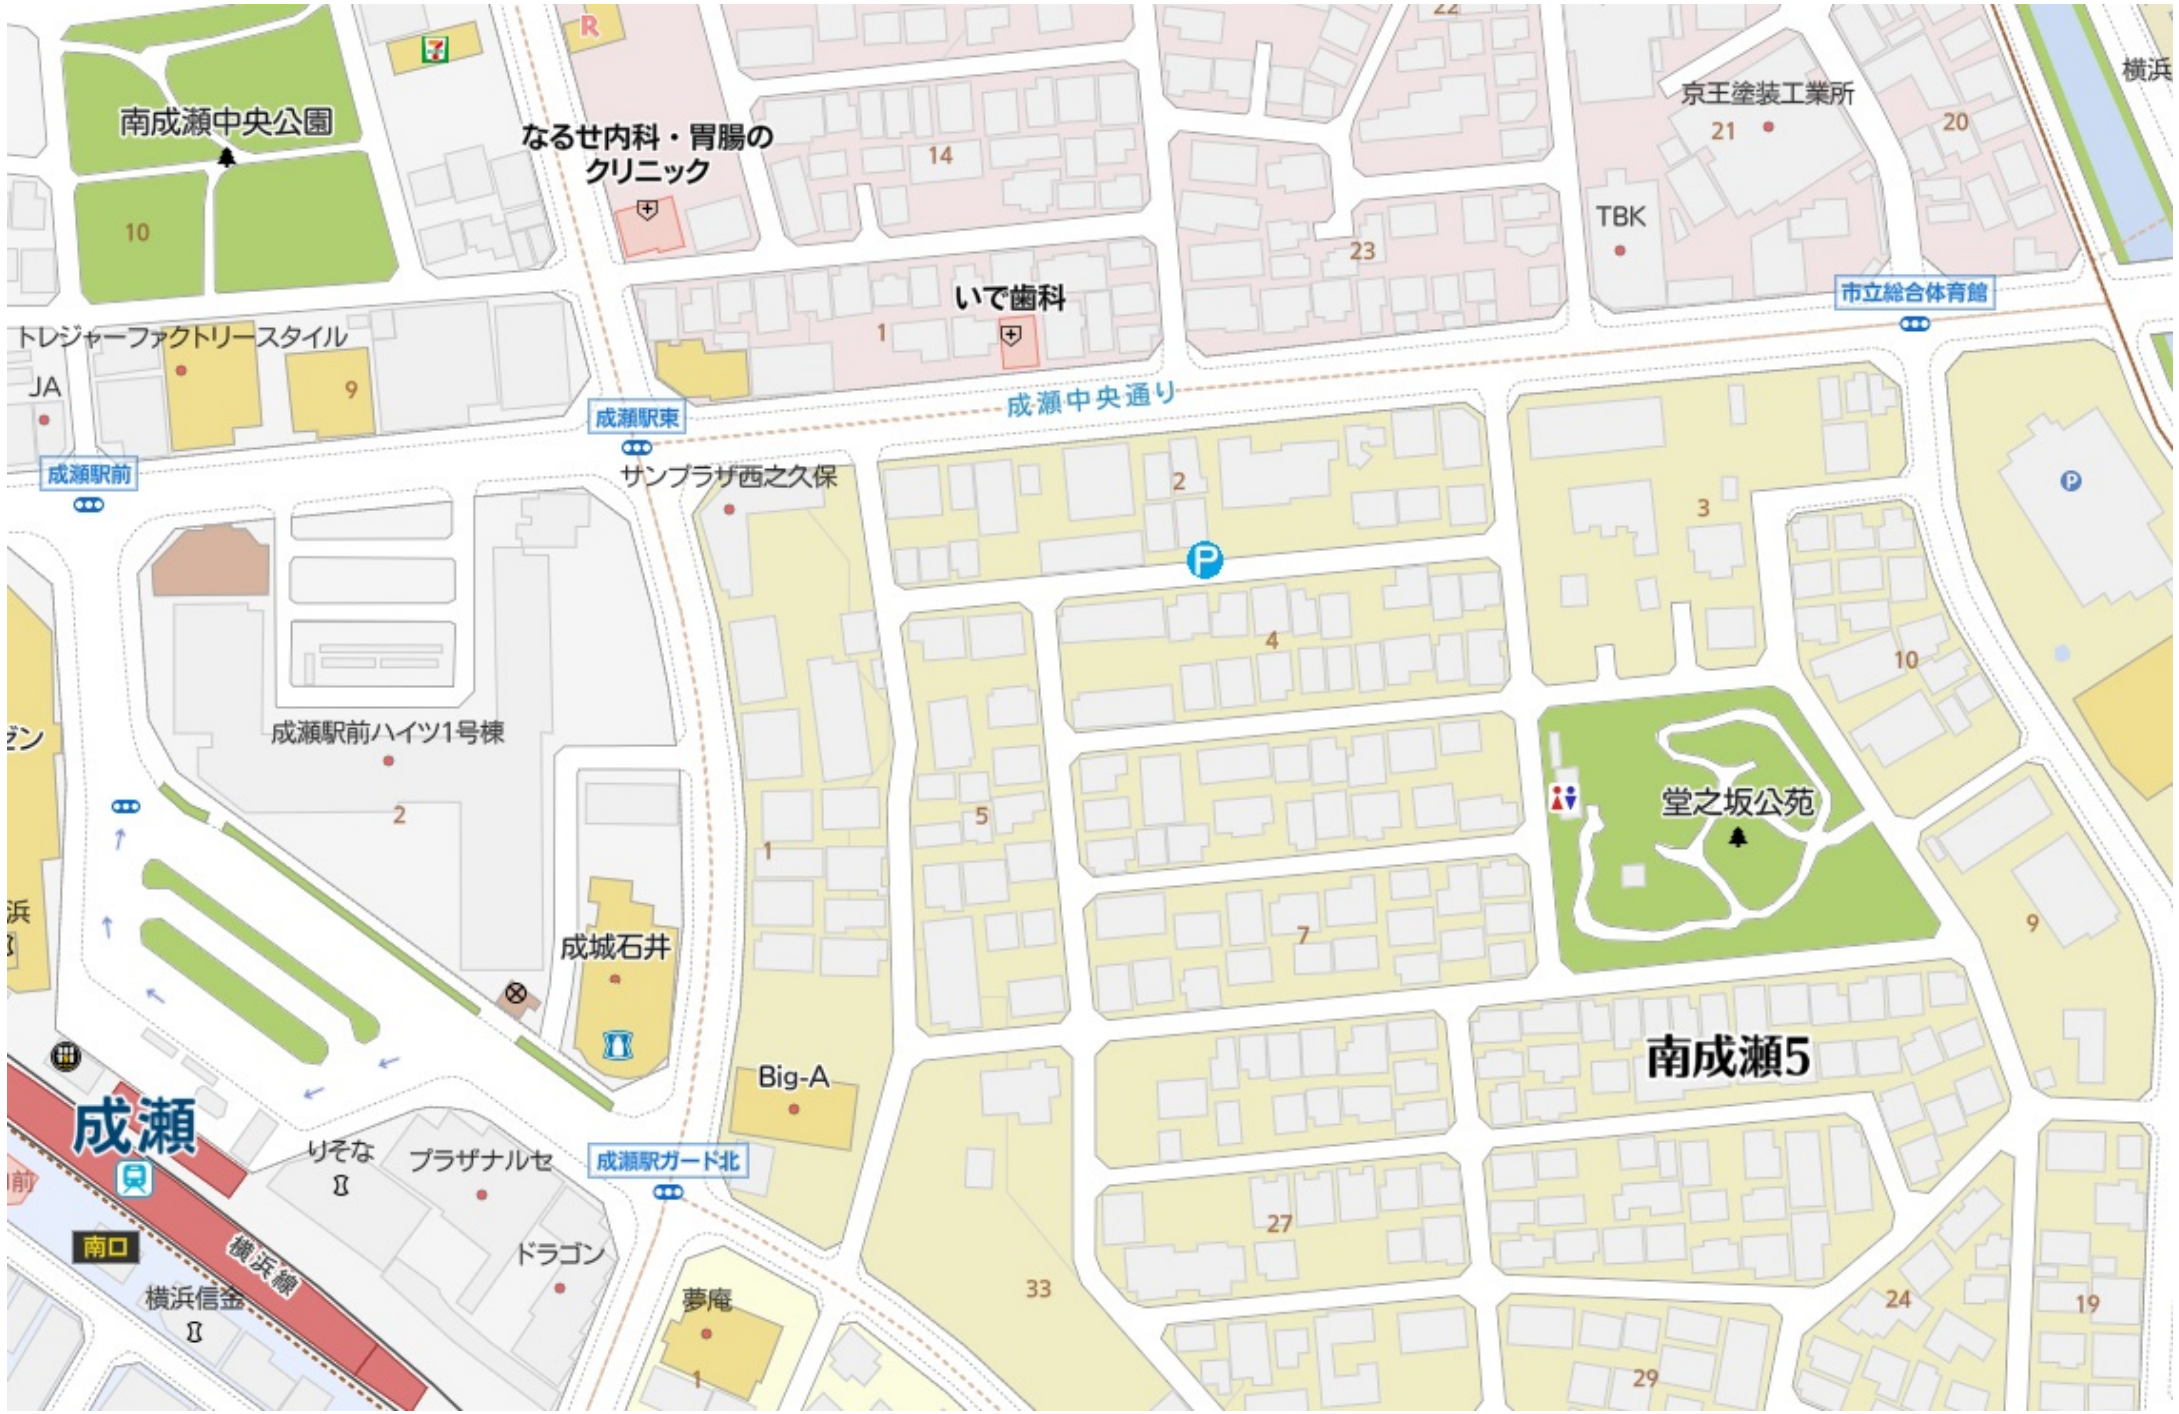 22
R
7
横浜
京王塗装工業所
南成瀬中央公園
21
20
なるせ内科・胃腸の
クリニック
14
TBK
10
23
市立総合体育館
いで歯科
トレジャーファクトリースタイル
1
JA
9
成瀬中央通り
成瀬駅東
成瀬駅前
サンプラザ西之久保
2
P
3
P
4
10
成瀬駅前ハイツ1号棟
ゼン
堂之坂公苑
2
5
1
浜
成城石井
7
9
南成瀬5
Big-A
成瀬
りそな
プラザナルセ
成瀬駅ガード北
前
27
南口
横浜線
ドラゴン
33
横浜信金
夢庵
24
19
1
29